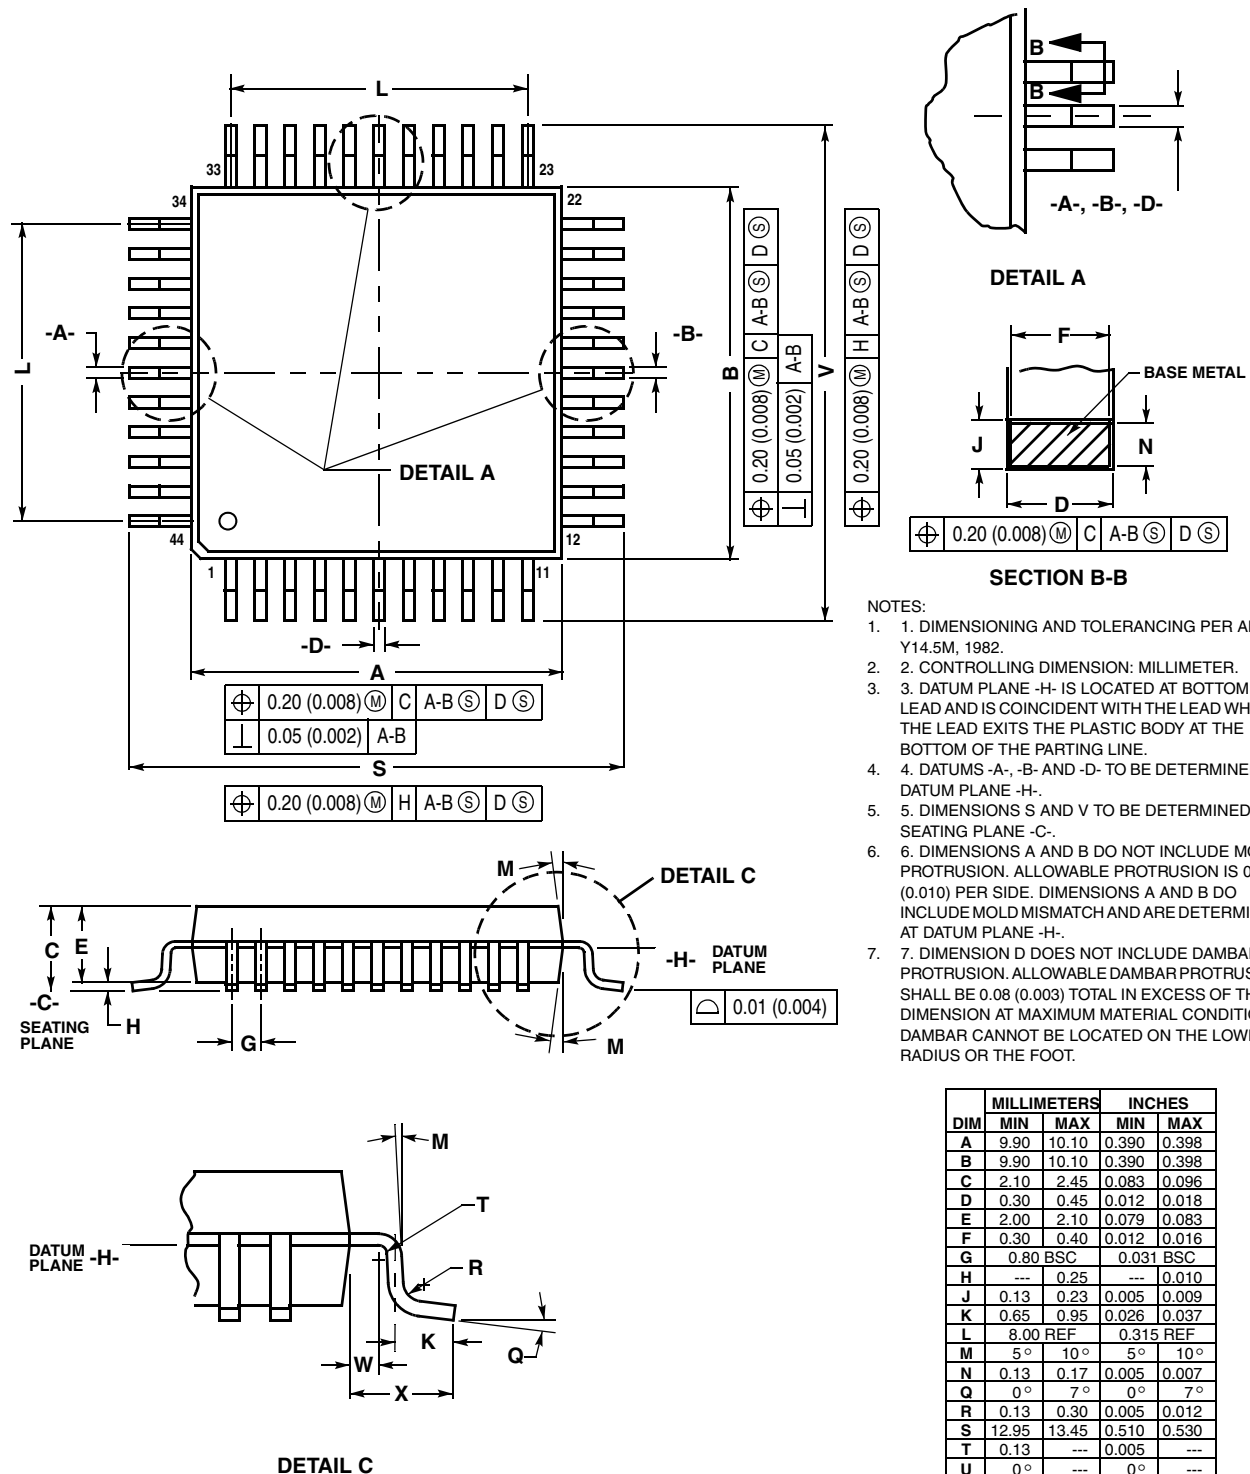 L
33
23
34
22
L
-A-
-B-
DETAIL A
44
12
1
11
-D-
A
0.20 (0.008) Ⓜ C A-B Ⓢ D Ⓢ
0.05 (0.002) A-B
S
0.20 (0.008) Ⓜ H A-B Ⓢ D Ⓢ
B
0.20 (0.008) Ⓜ C A-B Ⓢ D Ⓢ
0.05 (0.002) A-B
V
0.20 (0.008) Ⓜ H A-B Ⓢ D Ⓢ
B
B
-A-, -B-, -D-
DETAIL A
F
BASE METAL
J
N
D
0.20 (0.008) Ⓜ C A-B Ⓢ D Ⓢ
SECTION B-B
NOTES:
1. 1. DIMENSIONING AND TOLERANCING PER
Y14.5M, 1982.
2. 2. CONTROLLING DIMENSION: MILLIMETER.
3. 3. DATUM PLANE -H- IS LOCATED AT BOTTOM
LEAD AND IS COINCIDENT WITH THE LEAD
THE LEAD EXITS THE PLASTIC BODY AT THE
BOTTOM OF THE PARTING LINE.
4. 4. DATUMS -A-, -B- AND -D- TO BE
DATUM PLANE -H-.
5. 5. DIMENSIONS S AND V TO BE DETERMINED
SEATING PLANE -C-.
6. 6. DIMENSIONS A AND B DO NOT INCLUDE
PROTRUSION. ALLOWABLE PROTRUSION IS
(0.010) PER SIDE. DIMENSIONS A AND B DO
INCLUDE MOLD MISMATCH AND ARE
AT DATUM PLANE -H-.
7. 7. DIMENSION D DOES NOT INCLUDE
PROTRUSION. ALLOWABLE DAMBAR
SHALL BE 0.08 (0.003) TOTAL IN EXCESS OF
DIMENSION AT MAXIMUM MATERIAL
DAMBAR CANNOT BE LOCATED ON THE
RADIUS OR THE FOOT.
M
DETAIL C
C E
-H- DATUM
PLANE
-C-
SEATING
PLANE
H
G
0.01 (0.004)
M
M
T
DATUM
PLANE -H-
R
K
W
Q
X
DETAIL C
MILLIMETERS INCHES
DIM MIN MAX MIN MAX
A 9.90 10.10 0.390 0.398
B 9.90 10.10 0.390 0.398
C 2.10 2.45 0.083 0.096
D 0.30 0.45 0.012 0.018
E 2.00 2.10 0.079 0.083
F 0.30 0.40 0.012 0.016
G 0.80 BSC 0.031 BSC
H --- 0.25 --- 0.010
J 0.13 0.23 0.005 0.009
K 0.65 0.95 0.026 0.037
L 8.00 REF 0.315 REF
M 5° 10° 5° 10°
N 0.13 0.17 0.005 0.007
Q 0° 7° 0° 7°
R 0.13 0.30 0.005 0.012
S 12.95 13.45 0.510 0.530
T 0.13 --- 0.005 ---
U 0° --- 0° ---